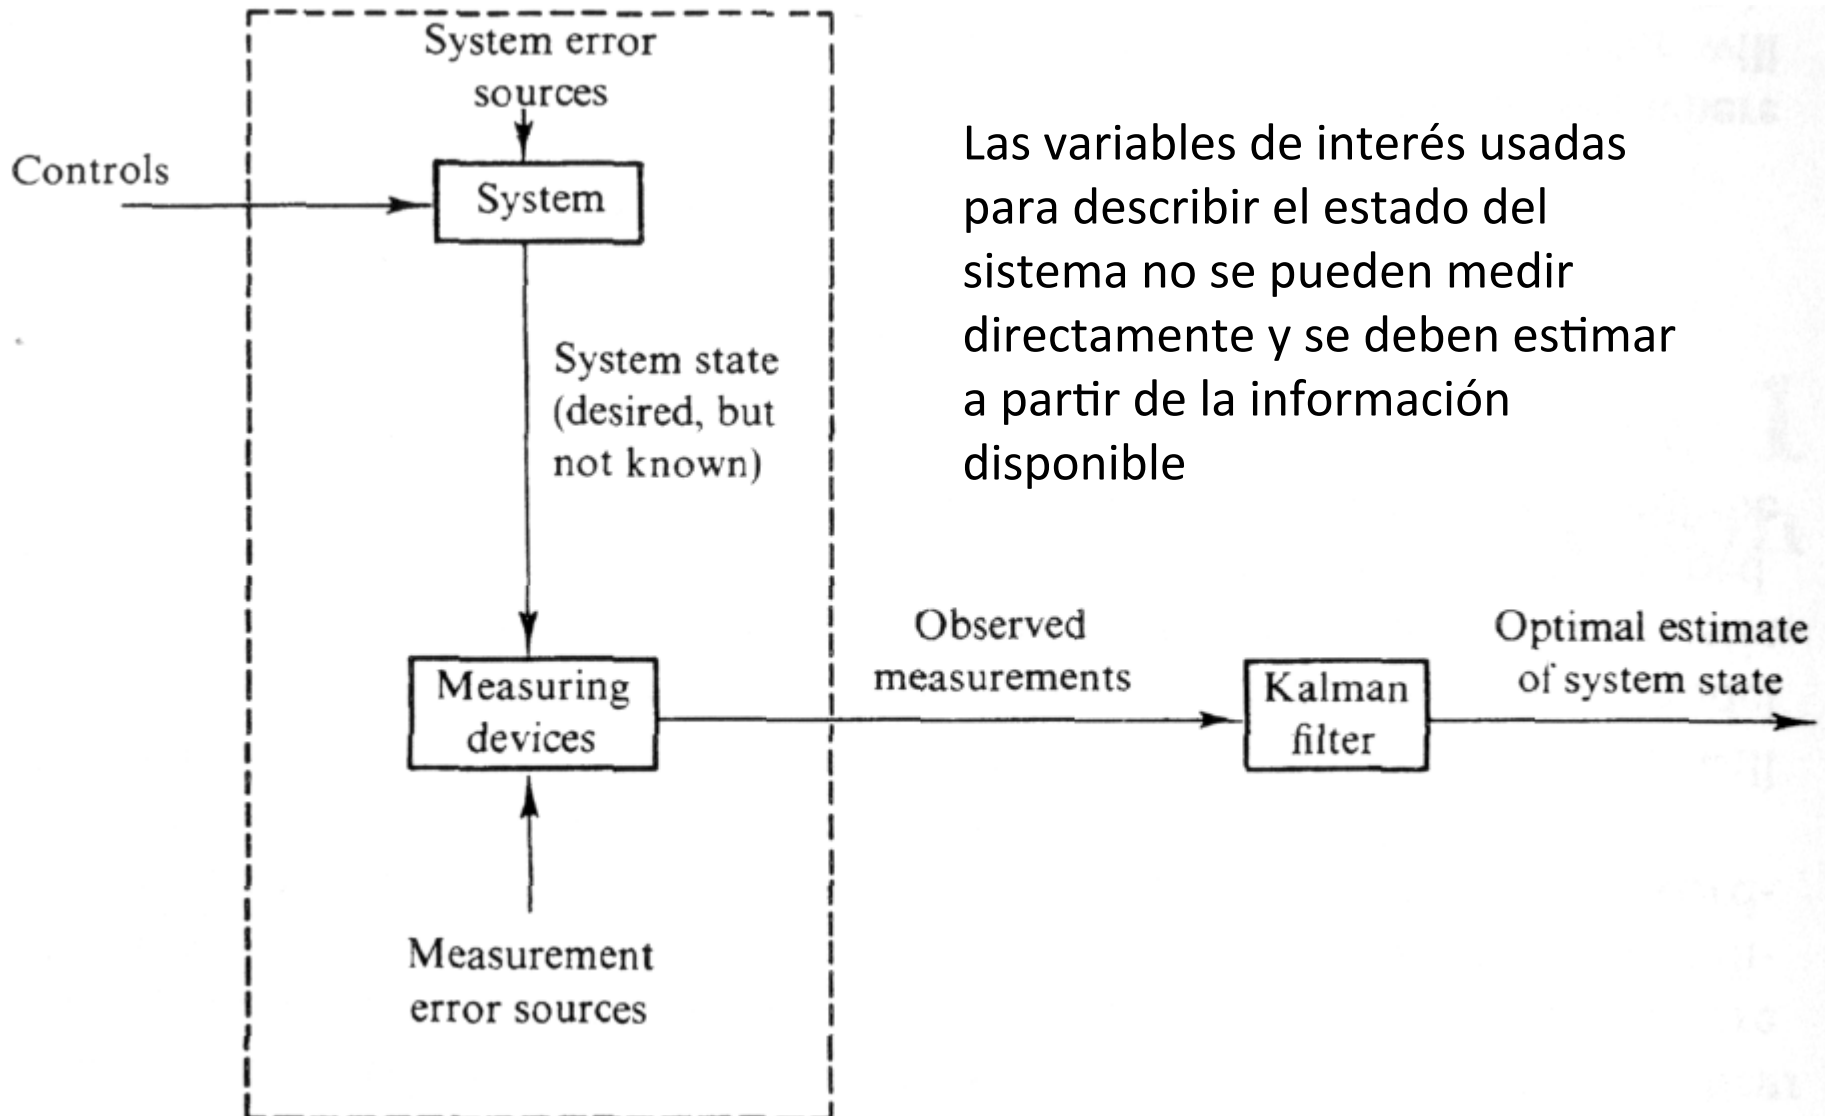 System error
sources
Controls
System
Las variables de interés usadas
para describir el estado del
sistema no se pueden medir
directamente y se deben estimar
a partir de la información
disponible
System state
(desired, but
not known)
Observed
measurements
Optimal estimate
of system state
Measuring
devices
Kalman
filter
Measurement
error sources